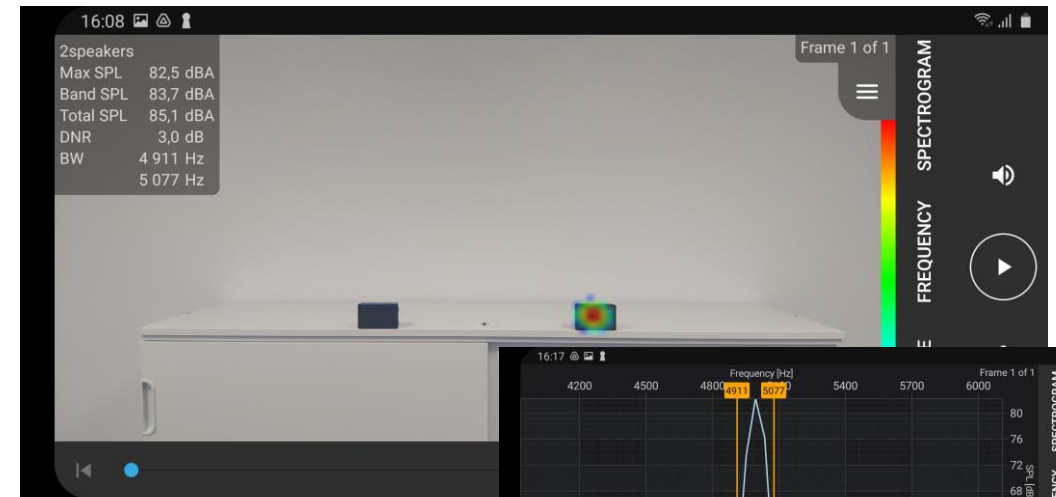 16:08
2speakers
Max SPL 82,5 dBA
Band SPL 83,7 dBA
Total SPL 85,1 dBA
DNR 3,0 dB
BW 4 911 Hz
5 077 Hz
Frame 1 of 1
SPECTROGRAM
FREQUENCY
16:17
Frequency [Hz]
Frame 1 of 1
4200 4500 4800 5400 5700 6000
4911 5077
80
76
72
68
SPL [dB
SPECTROGRAM